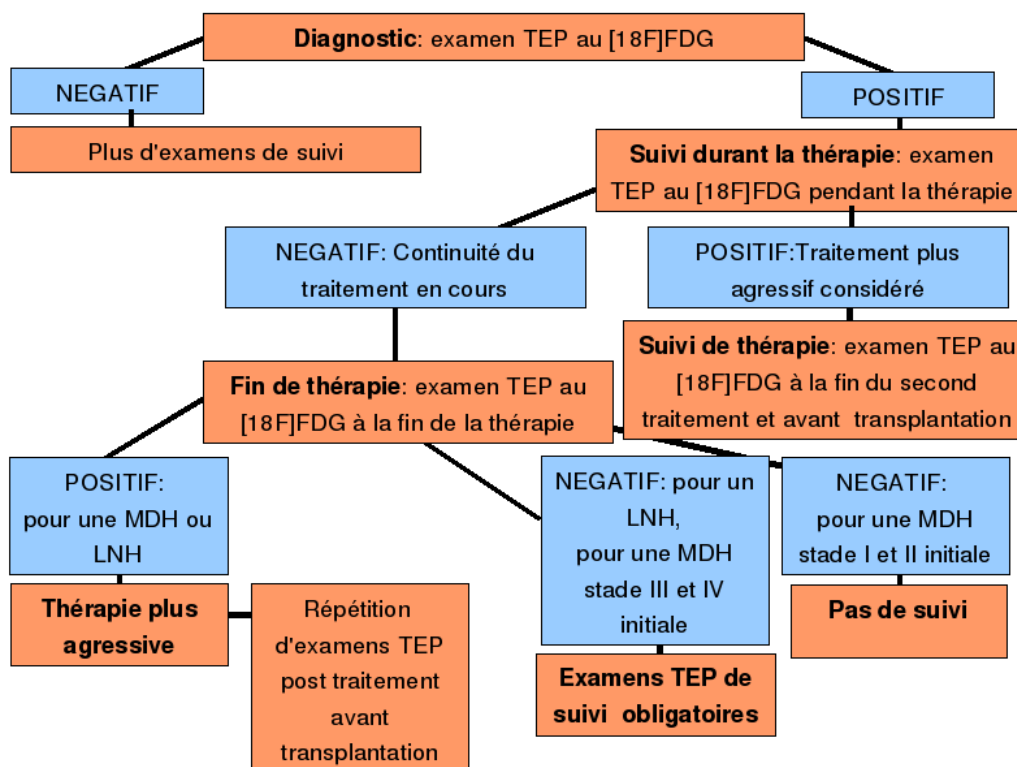 Diagnostic: examen TEP au [18F]FDG
NEGATIF
POSITIF
Plus d'examens de suivi
Suivi durant la thérapie: examen
TEP au [18F]FDG pendant la thérapie
NEGATIF: Continuité du
traitement en cours
POSITIF:Traitement plus
agressif considéré
Fin de thérapie: examen TEP au
[18F]FDG à la fin de la thérapie
Suivi de thérapie: examen TEP au
[18F]FDG à la fin du second
traitement et avant transplantation
POSITIF:
pour une MDH ou
LNH
NEGATIF: pour un
LNH,
pour une MDH
stade III et IV
initiale
NEGATIF:
pour une MDH
stade I et II initiale
Thérapie plus
agressive
Répétition
d'examens TEP
post traitement
avant
transplantation
Examens TEP de
suivi obligatoires
Pas de suivi